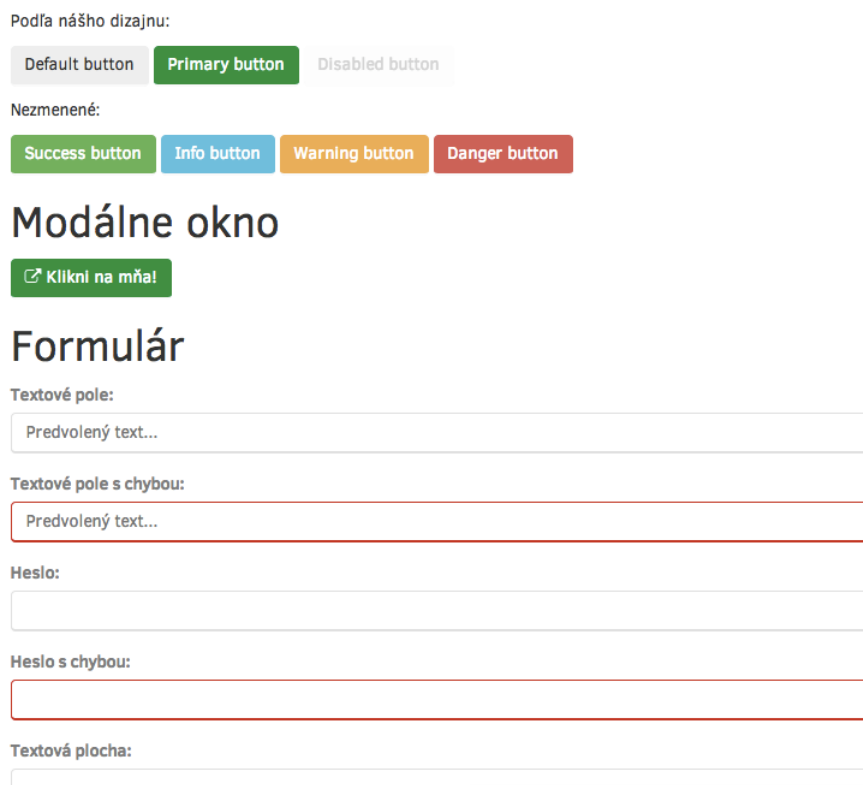 Podľa nášho dizajnu:
Default button Primary button Disabled button
Nezmenené:
Success button Info button Warning button Danger button
Modálne okno
Klikni na mňa!
Formulár
Textové pole:
Predvolený text...
Textové pole s chybou:
Predvolený text...
Heslo:
Heslo s chybou:
Textová plocha: